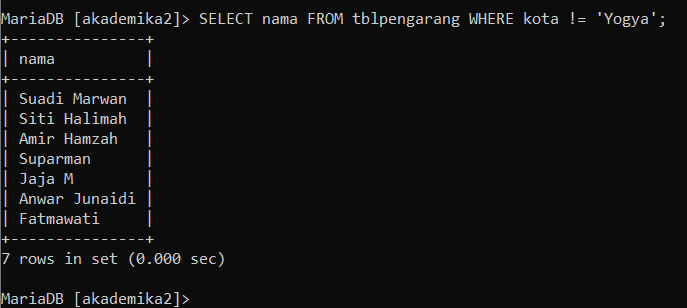 MariaDB [akademika2]> SELECT nama FROM tblpengarang WHERE kota != 'Yogya';
+---------------+
| nama          |
+---------------+
| Suadi Marwan  |
| Siti Halimah  |
| Amir Hamzah   |
| Suparman      |
| Jaja M        |
| Anwar Junaidi |
| Fatmawati     |
+---------------+
7 rows in set (0.000 sec)
MariaDB [akademika2]>